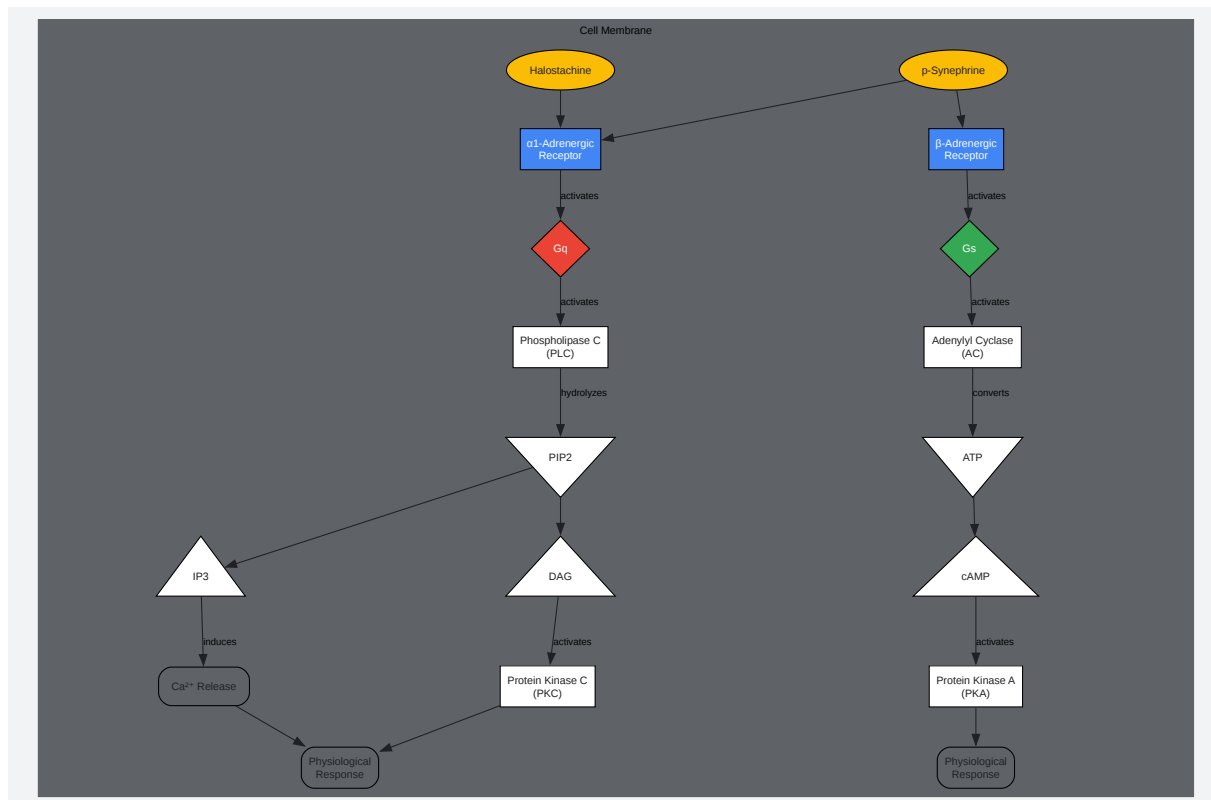 Cell Membrane
Halostachine
p-Synephrine
α1-Adrenergic
Receptor
β-Adrenergic
Receptor
activates
activates
Gq
Gs
activates
activates
Phospholipase C
(PLC)
Adenylyl Cyclase
(AC)
hydrolyzes
converts
PIP2
ATP
IP3
DAG
cAMP
induces
activates
activates
Ca²⁺ Release
Protein Kinase C
(PKC)
Protein Kinase A
(PKA)
Physiological
Response
Physiological
Response